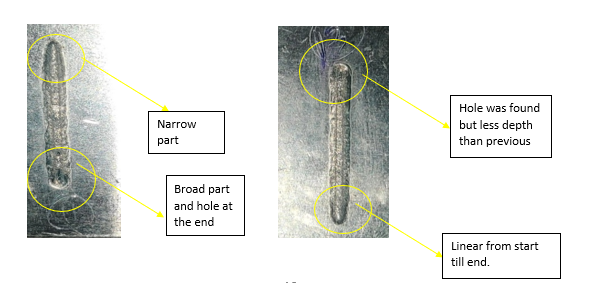 Narrow
part
Broad part
and hole at
the end
Hole was found
but less depth
than previous
Linear from start
till end.